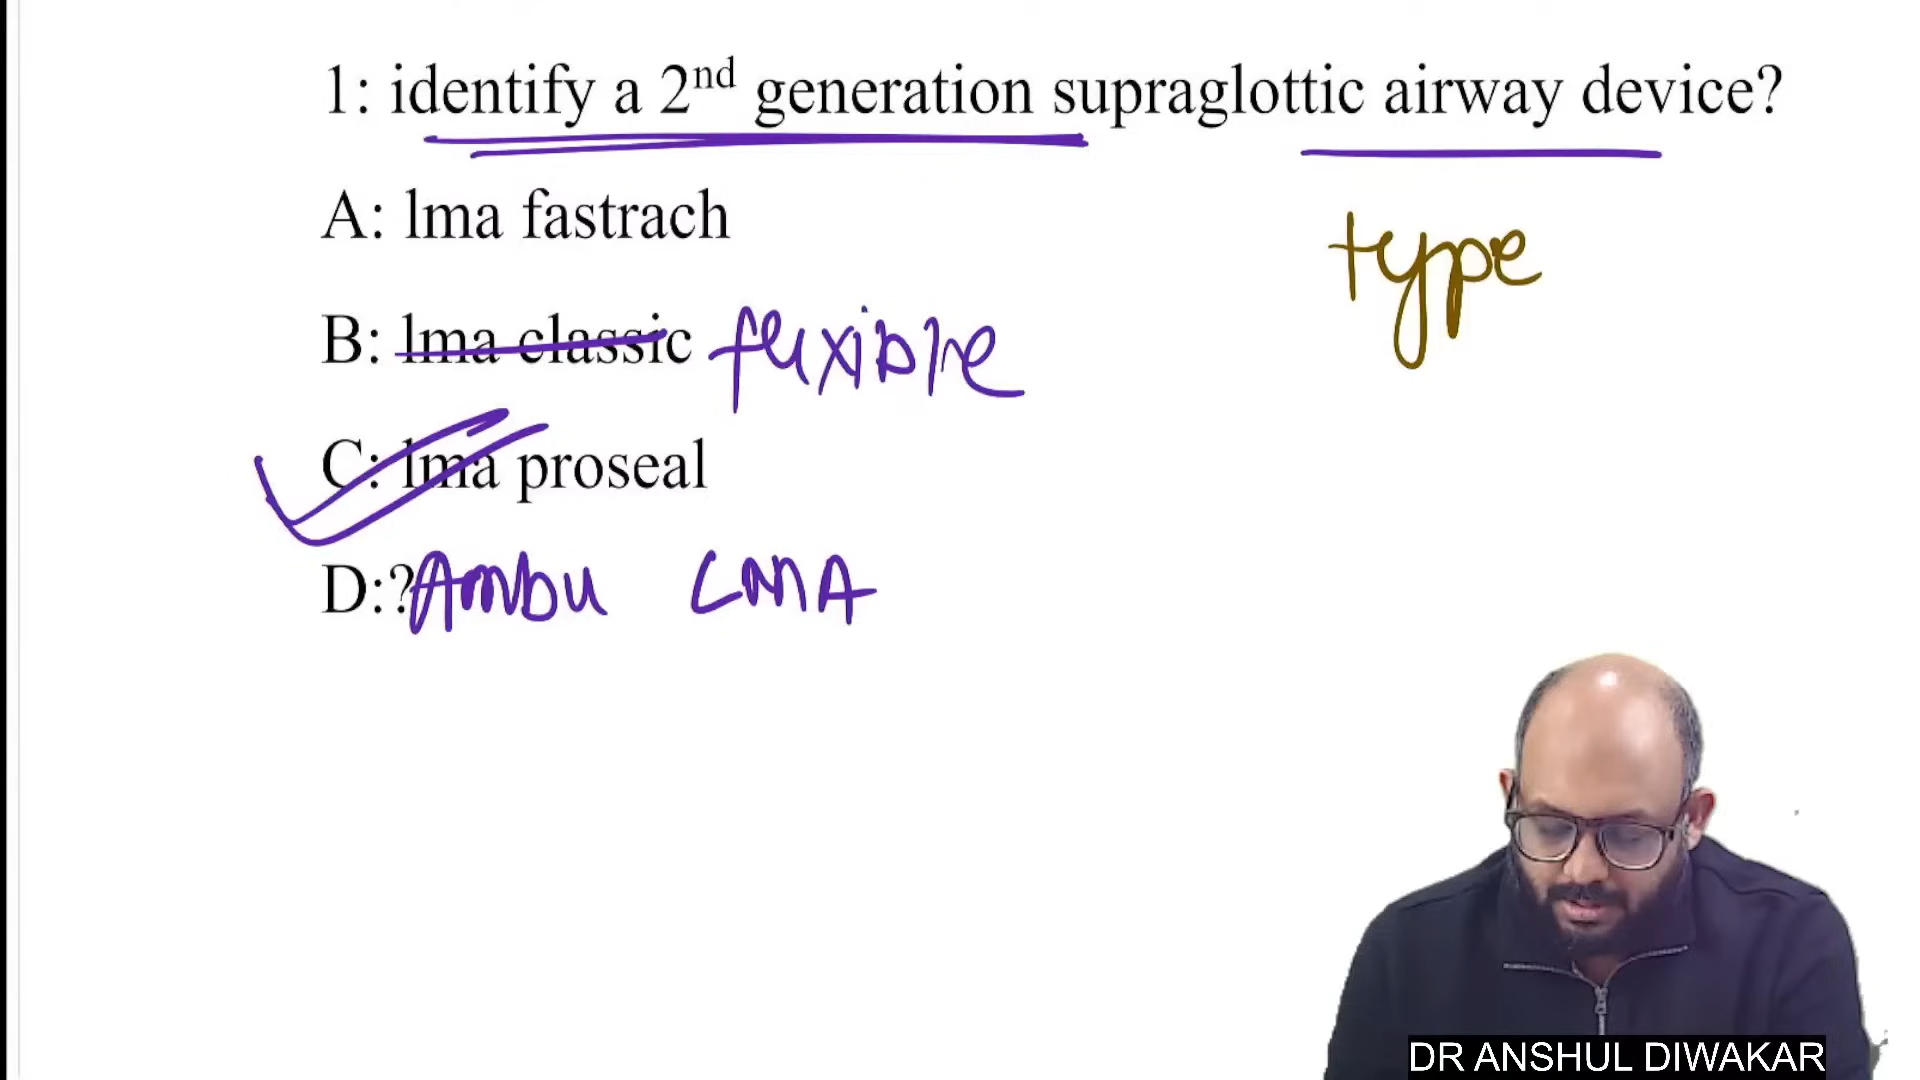 1: identify a 2nd generation supraglottic airway device?
A: lma fastrach
type
B: lma classic flexible
C: lma proseal
D:? Ambu LMA
DR ANSHUL DIWAKAR